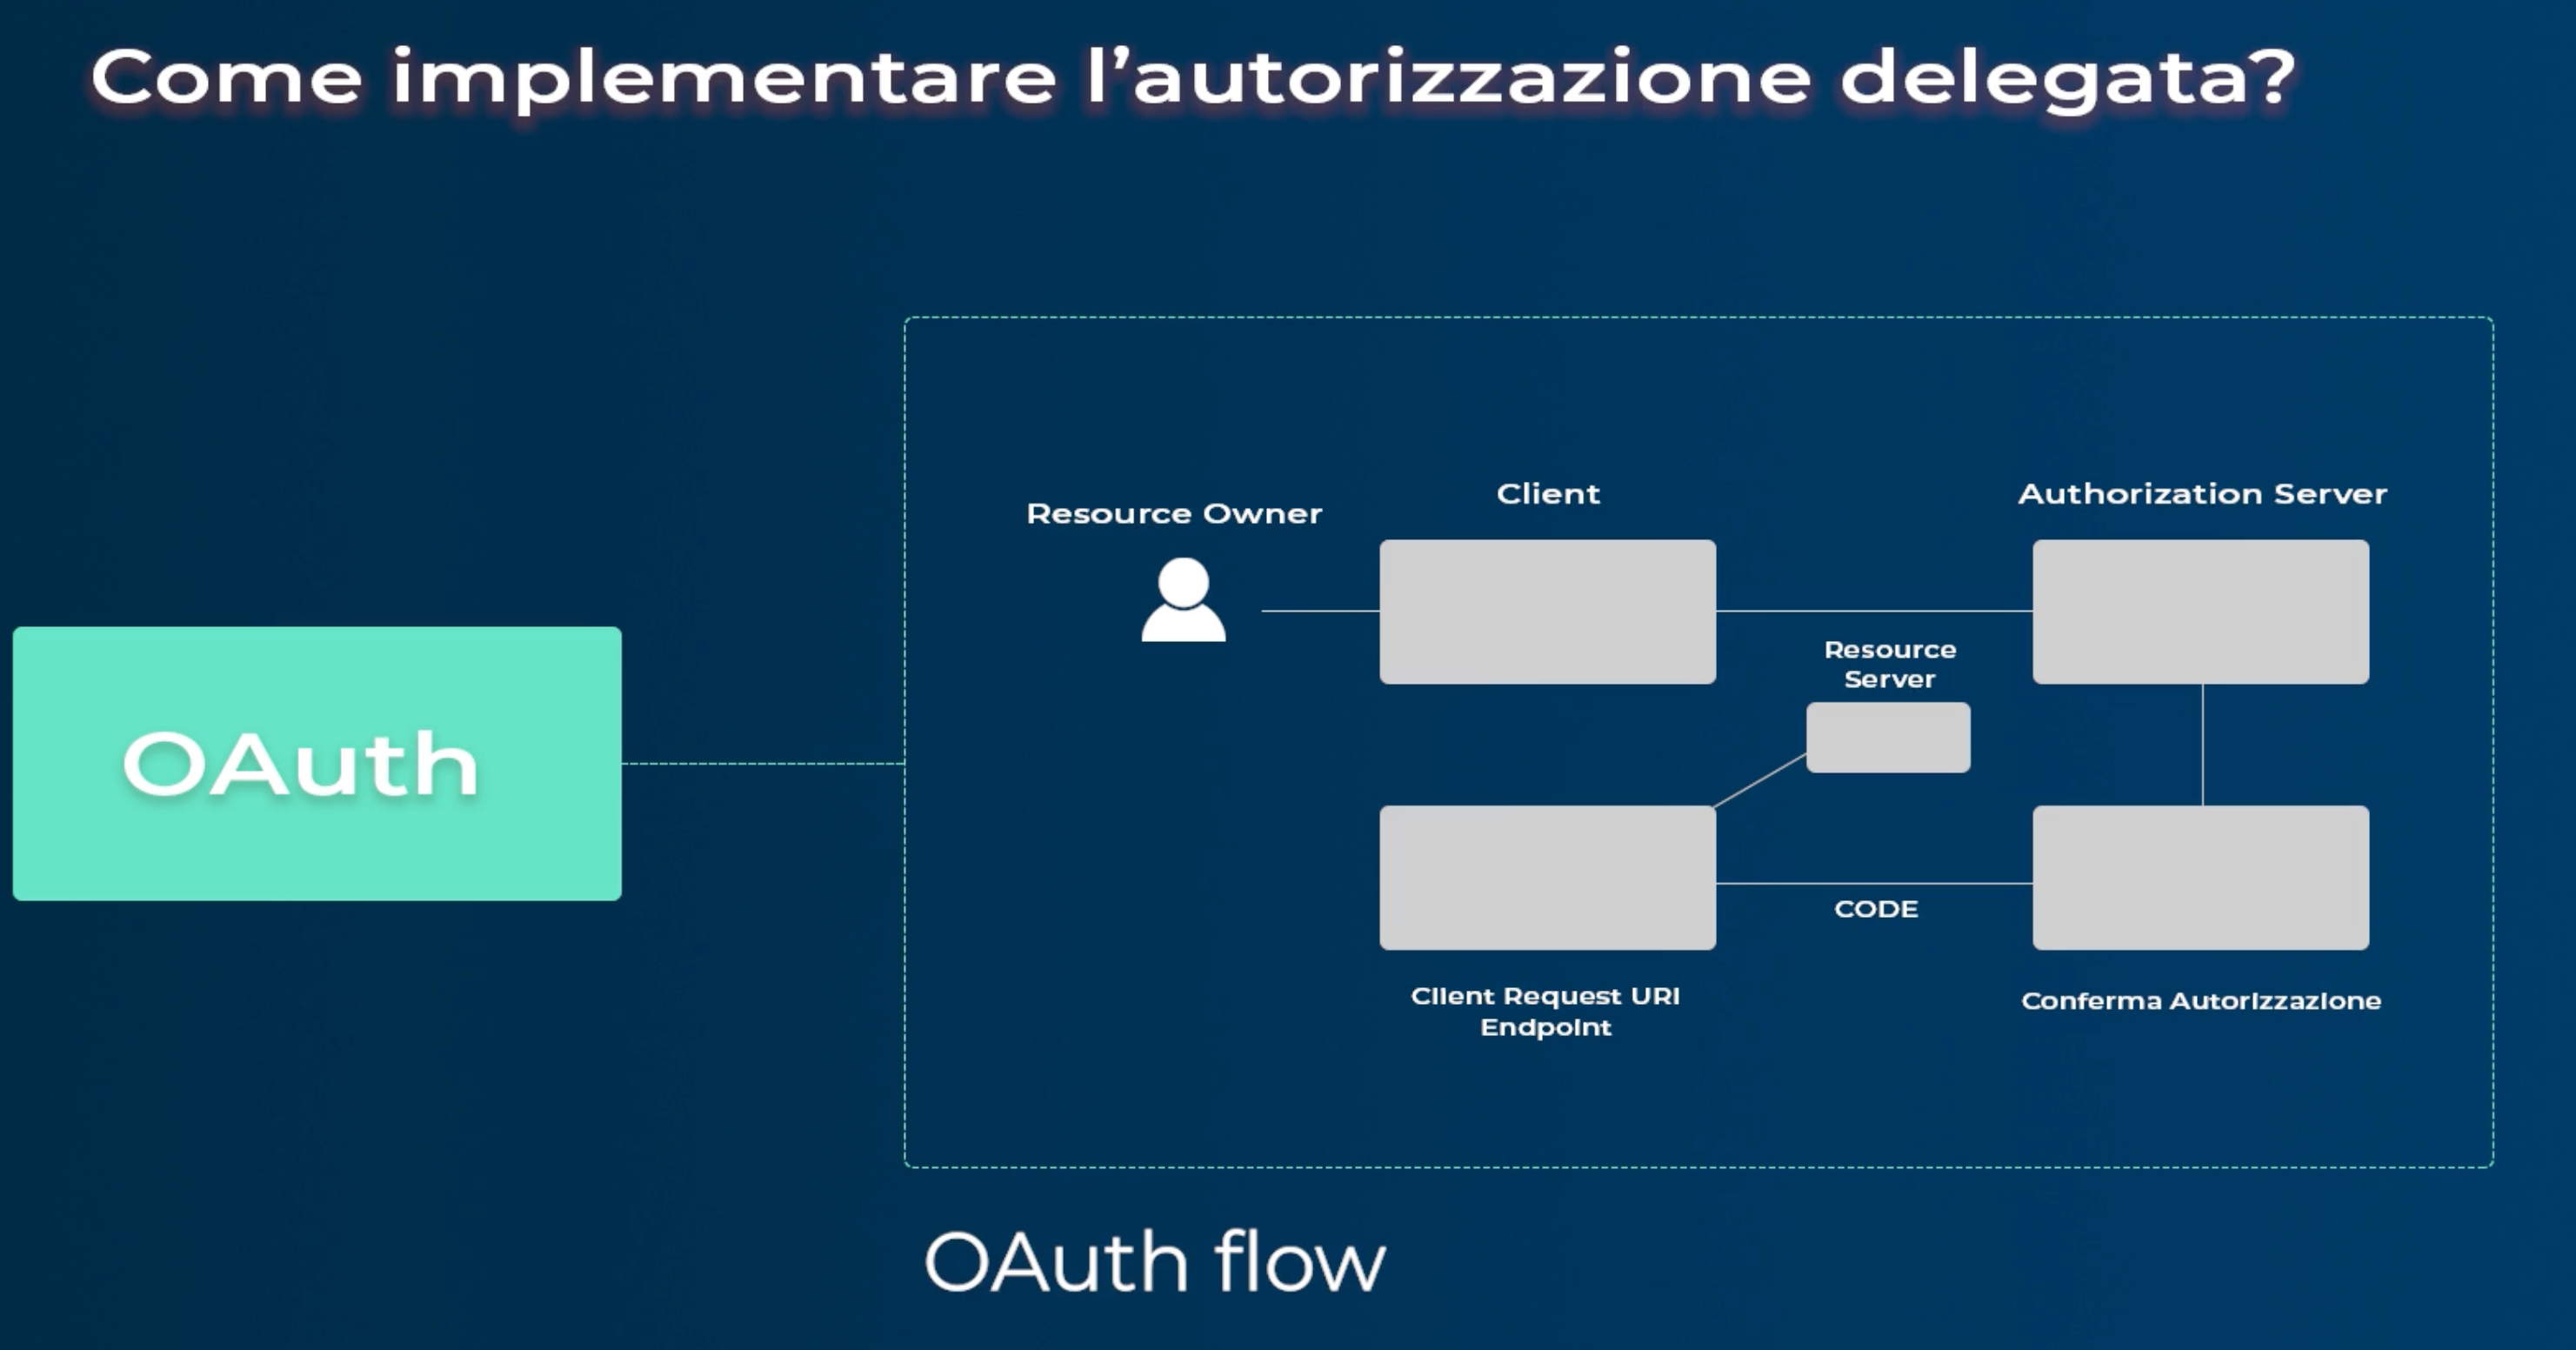 Come implementare l’autorizzazione delegata?
Client
Authorization Server
Resource Owner
Resource
Server
OAuth
CODE
Client Request URI
Endpoint
Conferma Autorizzazione
OAuth flow